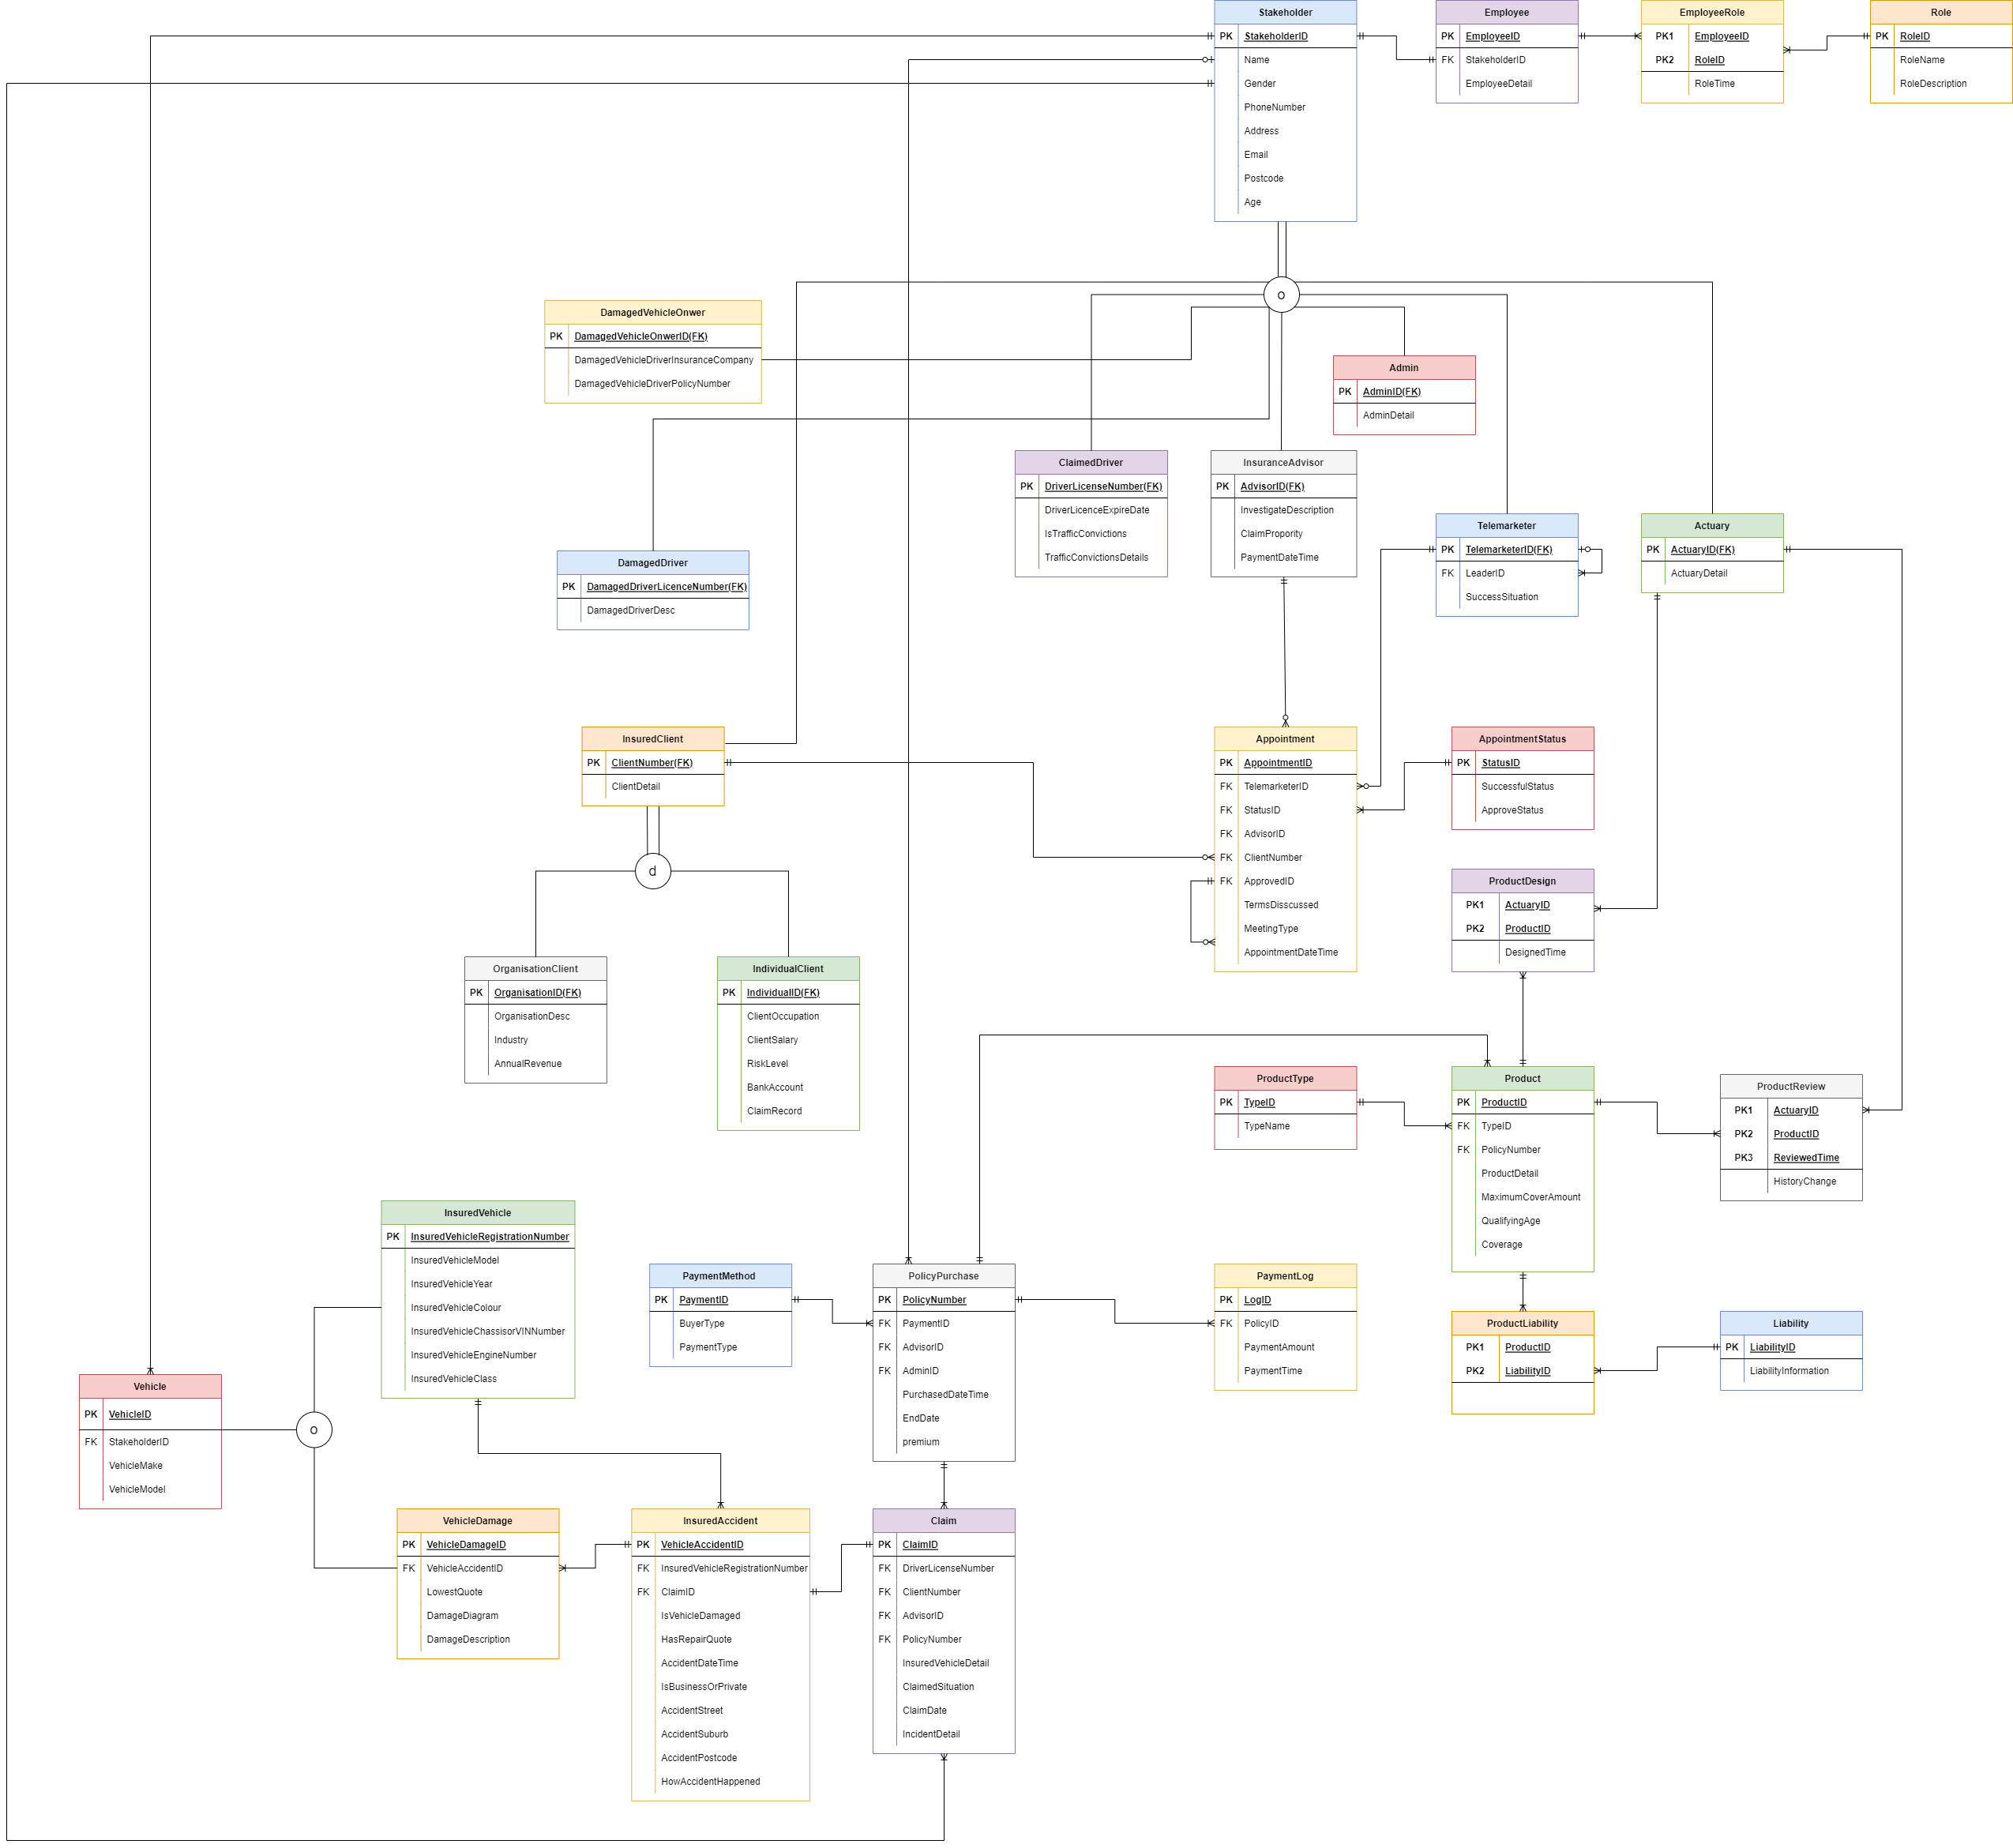 Stakeholder
PK StakeholderID
Name
Gender
PhoneNumber
Address
Email
Postcode
Age
Employee
PK EmployeeID
FK StakeholderID
EmployeeDetail
EmployeeRole
PK1 EmployeeID
PK2 RoleID
RoleTime
Role
PK RoleID
RoleName
RoleDescription
o
DamagedVehicleOnwer
PK DamagedVehicleOnwerID(FK)
DamagedVehicleDriverInsuranceCompany
DamagedVehicleDriverPolicyNumber
Admin
PK AdminID(FK)
AdminDetail
ClaimedDriver
PK DriverLicenseNumber(FK)
DriverLicenceExpireDate
IsTrafficConvictions
TrafficConvictionsDetails
InsuranceAdvisor
PK AdvisorID(FK)
InvestigateDescription
ClaimPropority
PaymentDateTime
Telemarketer
PK TelemarketerID(FK)
FK LeaderID
SuccessSituation
Actuary
PK ActuaryID(FK)
ActuaryDetail
DamagedDriver
PK DamagedDriverLicenceNumber(FK)
DamagedDriverDesc
InsuredClient
PK ClientNumber(FK)
ClientDetail
d
Appointment
PK AppointmentID
FK TelemarketerID
FK StatusID
FK AdvisorID
FK ClientNumber
FK ApprovedID
TermsDisscussed
MeetingType
AppointmentDateTime
AppointmentStatus
PK StatusID
SuccessfulStatus
ApproveStatus
ProductDesign
PK1 ActuaryID
PK2 ProductID
DesignedTime
OrganisationClient
PK OrganisationID(FK)
OrganisationDesc
Industry
AnnualRevenue
IndividualClient
PK IndividualID(FK)
ClientOccupation
ClientSalary
RiskLevel
BankAccount
ClaimRecord
ProductType
PK TypeID
TypeName
Product
PK ProductID
FK TypeID
FK PolicyNumber
ProductDetail
MaximumCoverAmount
QualifyingAge
Coverage
ProductReview
PK1 ActuaryID
PK2 ProductID
PK3 ReviewedTime
HistoryChange
InsuredVehicle
PK InsuredVehicleRegistrationNumber
InsuredVehicleModel
InsuredVehicleYear
InsuredVehicleColour
InsuredVehicleChassisorVINNumber
InsuredVehicleEngineNumber
InsuredVehicleClass
PaymentMethod
PK PaymentID
BuyerType
PaymentType
PolicyPurchase
PK PolicyNumber
FK PaymentID
FK AdvisorID
FK AdminID
PurchasedDateTime
EndDate
premium
PaymentLog
PK LogID
FK PolicyID
PaymentAmount
PaymentTime
ProductLiability
PK1 ProductID
PK2 LiabilityID
Liability
PK LiabilityID
LiabilityInformation
Vehicle
PK VehicleID
FK StakeholderID
VehicleMake
VehicleModel
o
VehicleDamage
PK VehicleDamageID
FK VehicleAccidentID
LowestQuote
DamageDiagram
DamageDescription
InsuredAccident
PK VehicleAccidentID
FK InsuredVehicleRegistrationNumber
FK ClaimID
IsVehicleDamaged
HasRepairQuote
AccidentDateTime
IsBusinessOrPrivate
AccidentStreet
AccidentSuburb
AccidentPostcode
HowAccidentHappened
Claim
PK ClaimID
FK DriverLicenseNumber
FK ClientNumber
FK AdvisorID
FK PolicyNumber
InsuredVehicleDetail
ClaimedSituation
ClaimDate
IncidentDetail